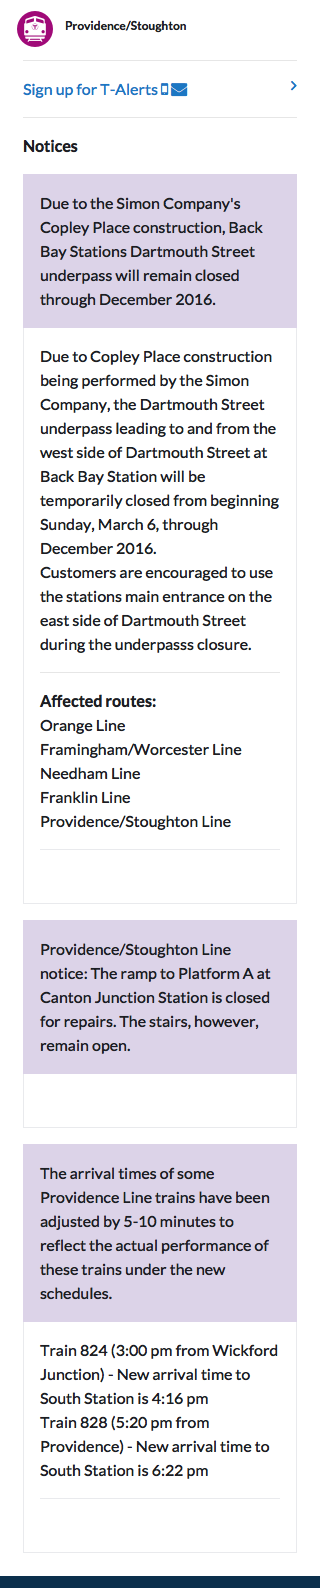 Providence/Stoughton
Sign up for T-Alerts
Notices
Due to the Simon Company's
Copley Place construction, Back
Bay Stations Dartmouth Street
underpass will remain closed
through December 2016.
Due to Copley Place construction
being performed by the Simon
Company, the Dartmouth Street
underpass leading to and from the
west side of Dartmouth Street at
Back Bay Station will be
temporarily closed from beginning
Sunday, March 6, through
December 2016.
Customers are encouraged to use
the stations main entrance on the
east side of Dartmouth Street
during the underpasss closure.
Affected routes:
Orange Line
Framingham/Worcester Line
Needham Line
Franklin Line
Providence/Stoughton Line
Providence/Stoughton Line
notice: The ramp to Platform A at
Canton Junction Station is closed
for repairs. The stairs, however,
remain open.
The arrival times of some
Providence Line trains have been
adjusted by 5-10 minutes to
reflect the actual performance of
these trains under the new
schedules.
Train 824 (3:00 pm from Wickford
Junction) - New arrival time to
South Station is 4:16 pm
Train 828 (5:20 pm from
Providence) - New arrival time to
South Station is 6:22 pm